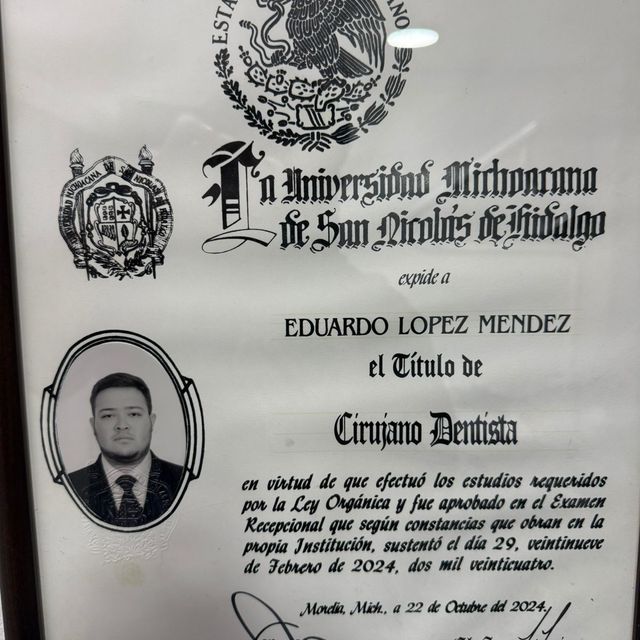 La Universidad Michoacana
de San Nicolás de Hidalgo
expide a
EDUARDO LOPEZ MENDEZ
el Título de
Cirujano Dentista
en virtud de que efectuó los estudios requeridos
por la Ley Orgánica y fue aprobado en el Examen
Recepcional que según constancias que obran en la
propia Institución, sustentó el día 29, veintinueve
de Febrero de 2024, dos mil veinticuatro.
Morelia, Mich., a 22 de Octubre del 2024.